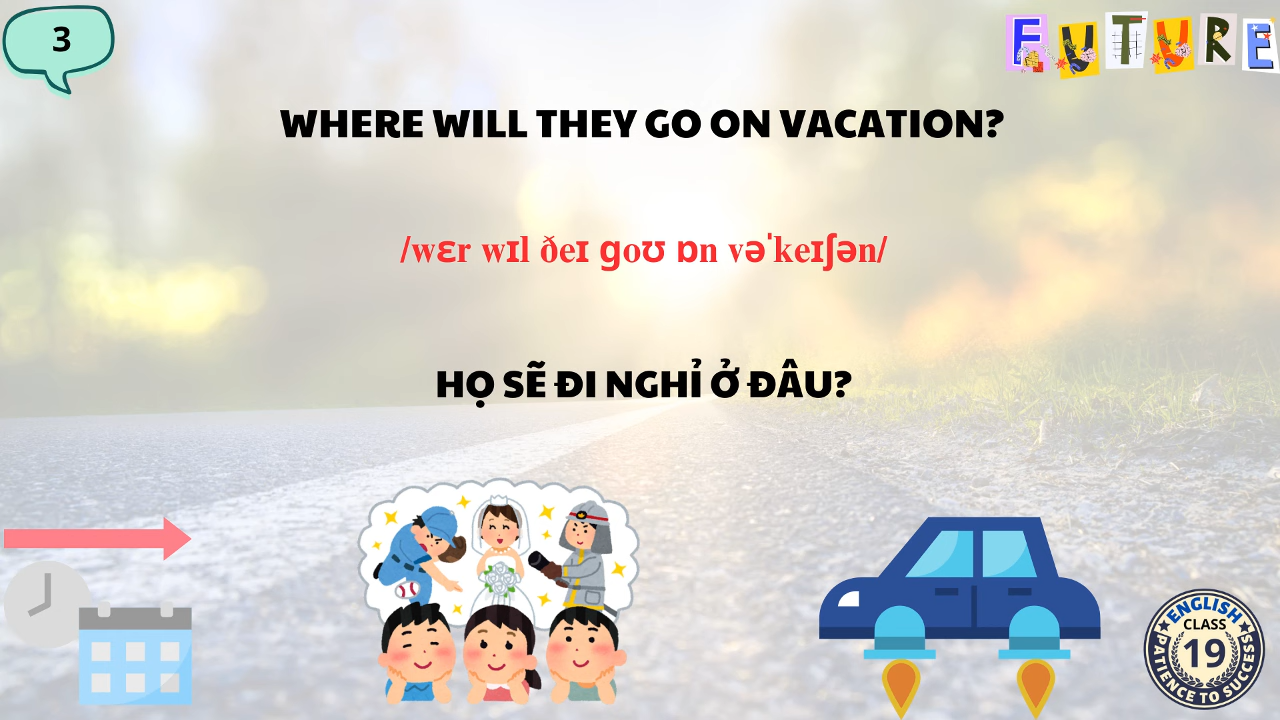 3
FUTURE
WHERE WILL THEY GO ON VACATION?
/wɛr wɪl ðeɪ ɡoʊ ɒn vəˈkeɪʃən/
HỌ SẼ ĐI NGHỈ Ở ĐÂU?
ENGLISH
CLASS
19
PATIENCE TO SUCCESS